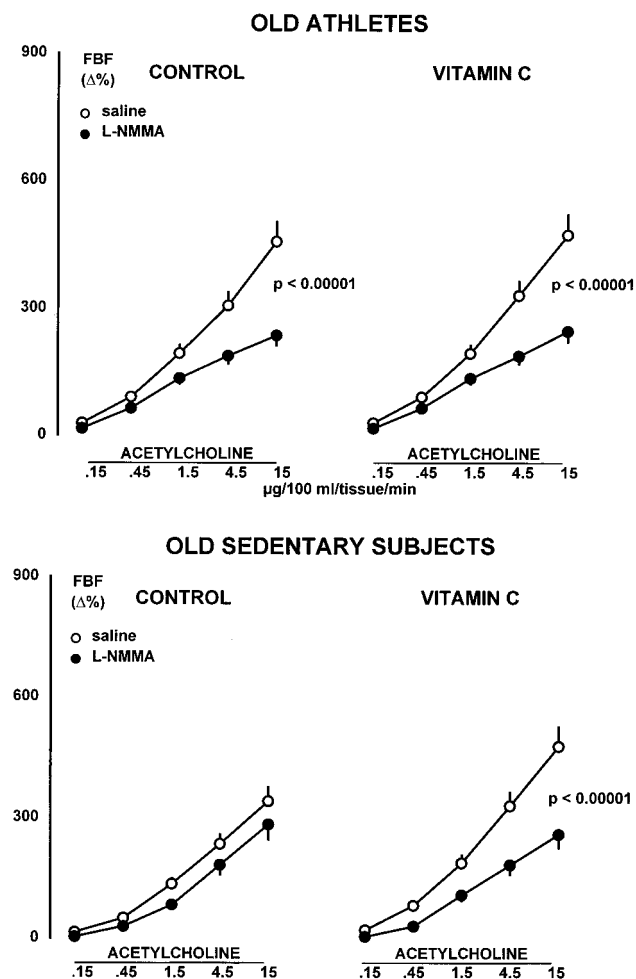 OLD ATHLETES
900
FBF
(Δ%)
CONTROL
VITAMIN C
saline
L-NMMA
600
p < 0.00001
p < 0.00001
300
0
ACETYLCHOLINE
ACETYLCHOLINE
.15 .45 1.5 4.5 15
.15 .45 1.5 4.5 15
µg/100 ml/tissue/min
OLD SEDENTARY SUBJECTS
900
FBF
(Δ%)
CONTROL
VITAMIN C
saline
L-NMMA
600
p < 0.00001
300
0
ACETYLCHOLINE
ACETYLCHOLINE
.15 .45 1.5 4.5 15
.15 .45 1.5 4.5 15